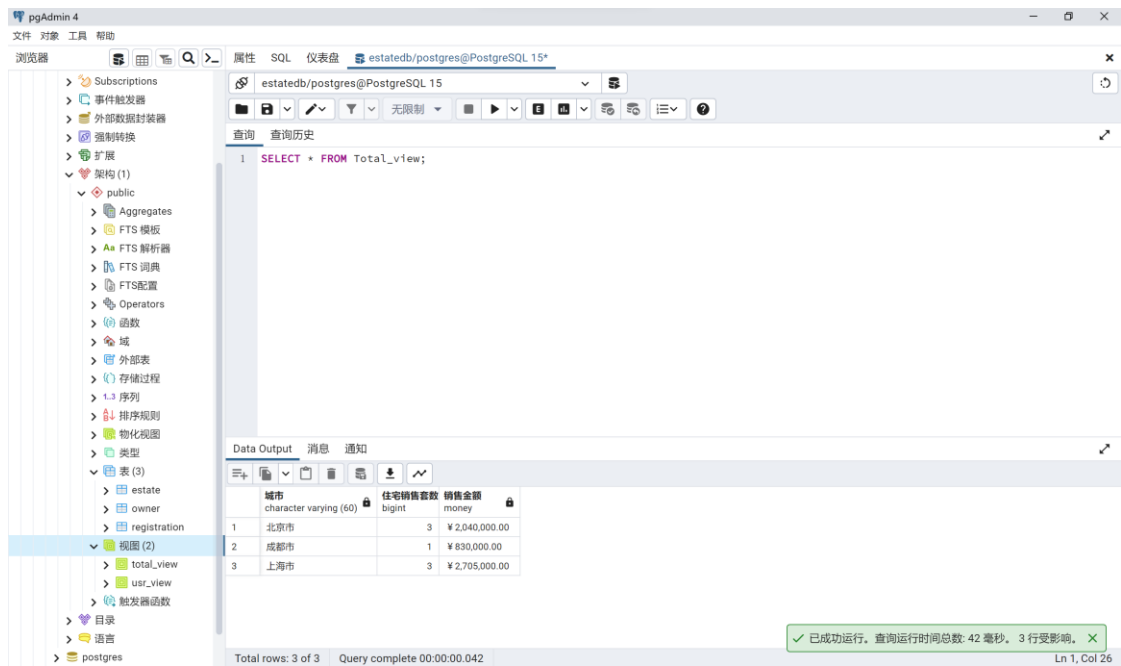 pgAdmin 4
文件 对象 工具 帮助
浏览器
属性 SQL 仪表盘 estatedb/postgres@PostgreSQL 15*
Subscriptions
事件触发器
外部数据封装器
强制转换
扩展
架构 (1)
public
Aggregates
FTS 模板
FTS 解析器
FTS 词典
FTS配置
Operators
函数
域
外部表
存储过程
1..3 序列
排序规则
物化视图
类型
表 (3)
estate
owner
registration
视图 (2)
total_view
usr_view
触发器函数
目录
语言
postgres
estatedb/postgres@PostgreSQL 15
无限制
查询 查询历史
1 SELECT * FROM Total_view;
Data Output 消息 通知
城市 住宅销售套数 销售金额
character varying (60) bigint money
1 北京市 3 ¥ 2,040,000.00
2 成都市 1 ¥ 830,000.00
3 上海市 3 ¥ 2,705,000.00
已成功运行。查询运行时间总数: 42 毫秒。 3 行受影响。
Total rows: 3 of 3 Query complete 00:00:00.042 Ln 1, Col 26